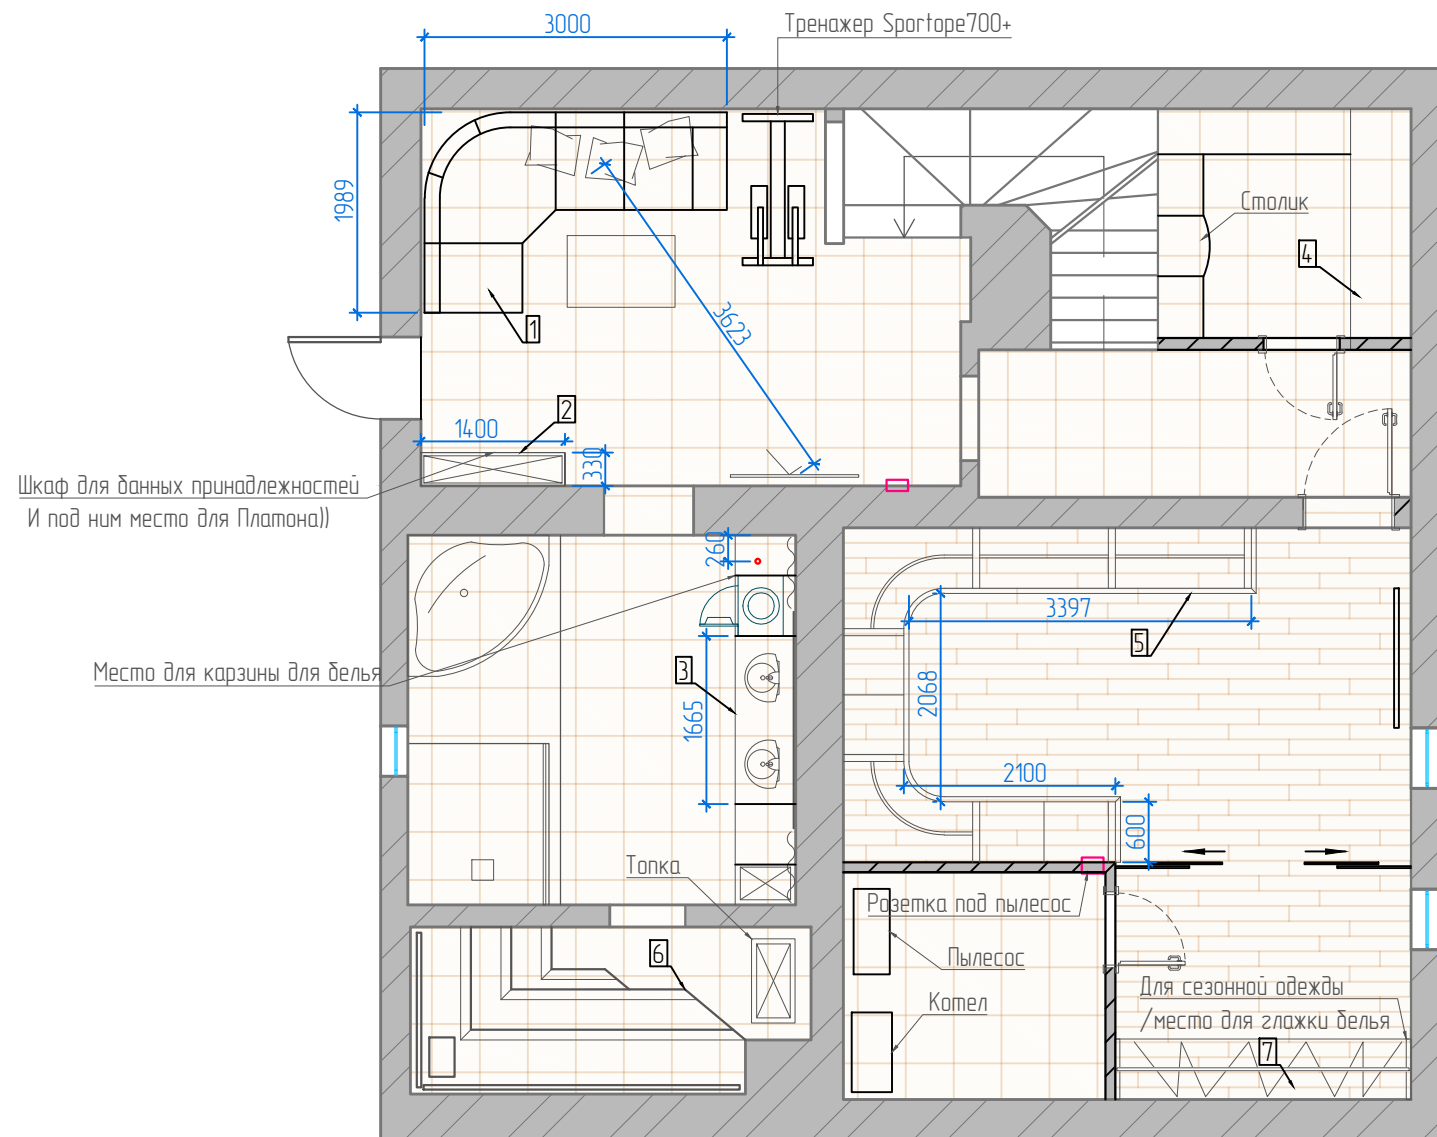 3000
Тренажер Sportope700+
1989
Столик
4
3623
1
2
1400
330
Шкаф для банных принадлежностей
И под ним место для Платона))
260
3397
5
Место для карзины для белья
3
2068
1665
2100
600
Топка
Розетка под пылесос
6
Пылесос
Котел
Для сезонной одежды
/место для глажки белья
7